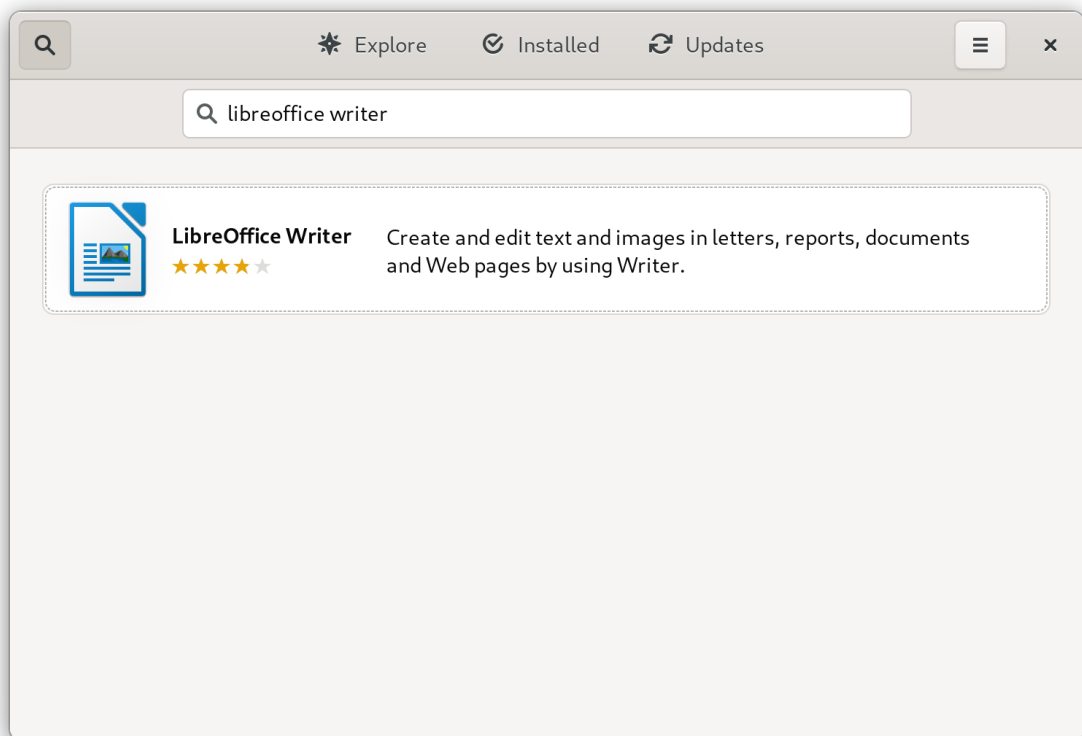 Explore Installed Updates
libreoffice writer
LibreOffice Writer
Create and edit text and images in letters, reports, documents
and Web pages by using Writer.